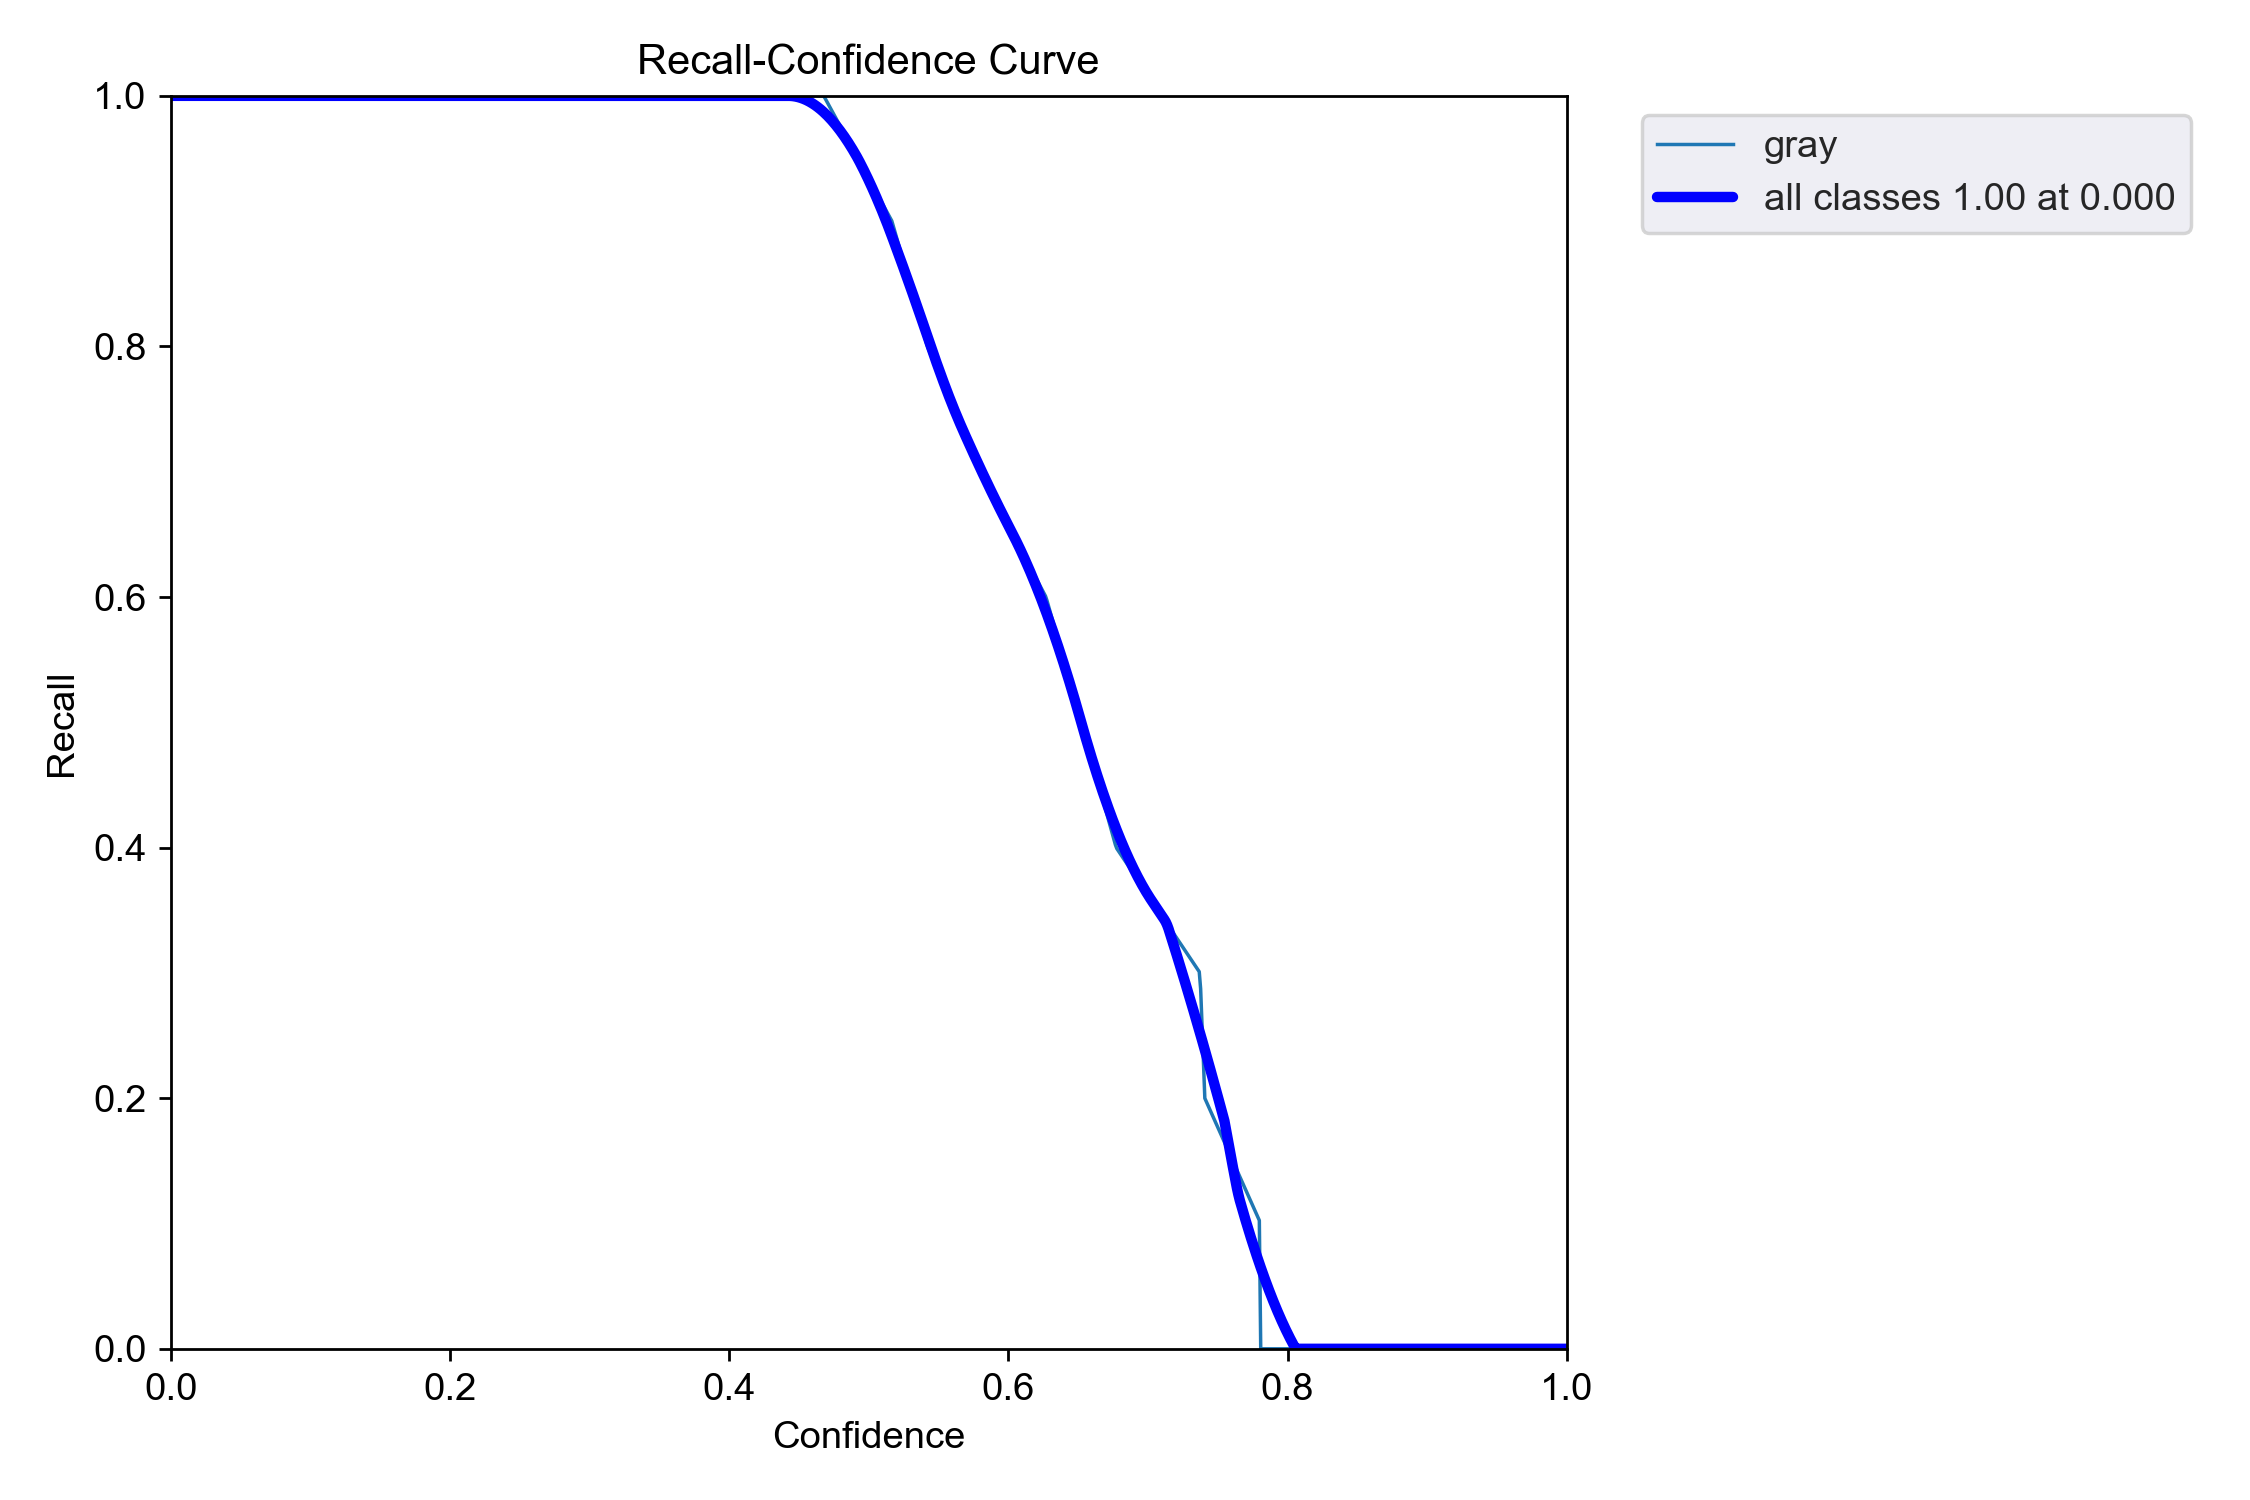 Recall-Confidence Curve
1.0
0.8
0.6
0.4
0.2
0.0
Recall
0.0 0.2 0.4 0.6 0.8 1.0
Confidence
gray
all classes 1.00 at 0.000